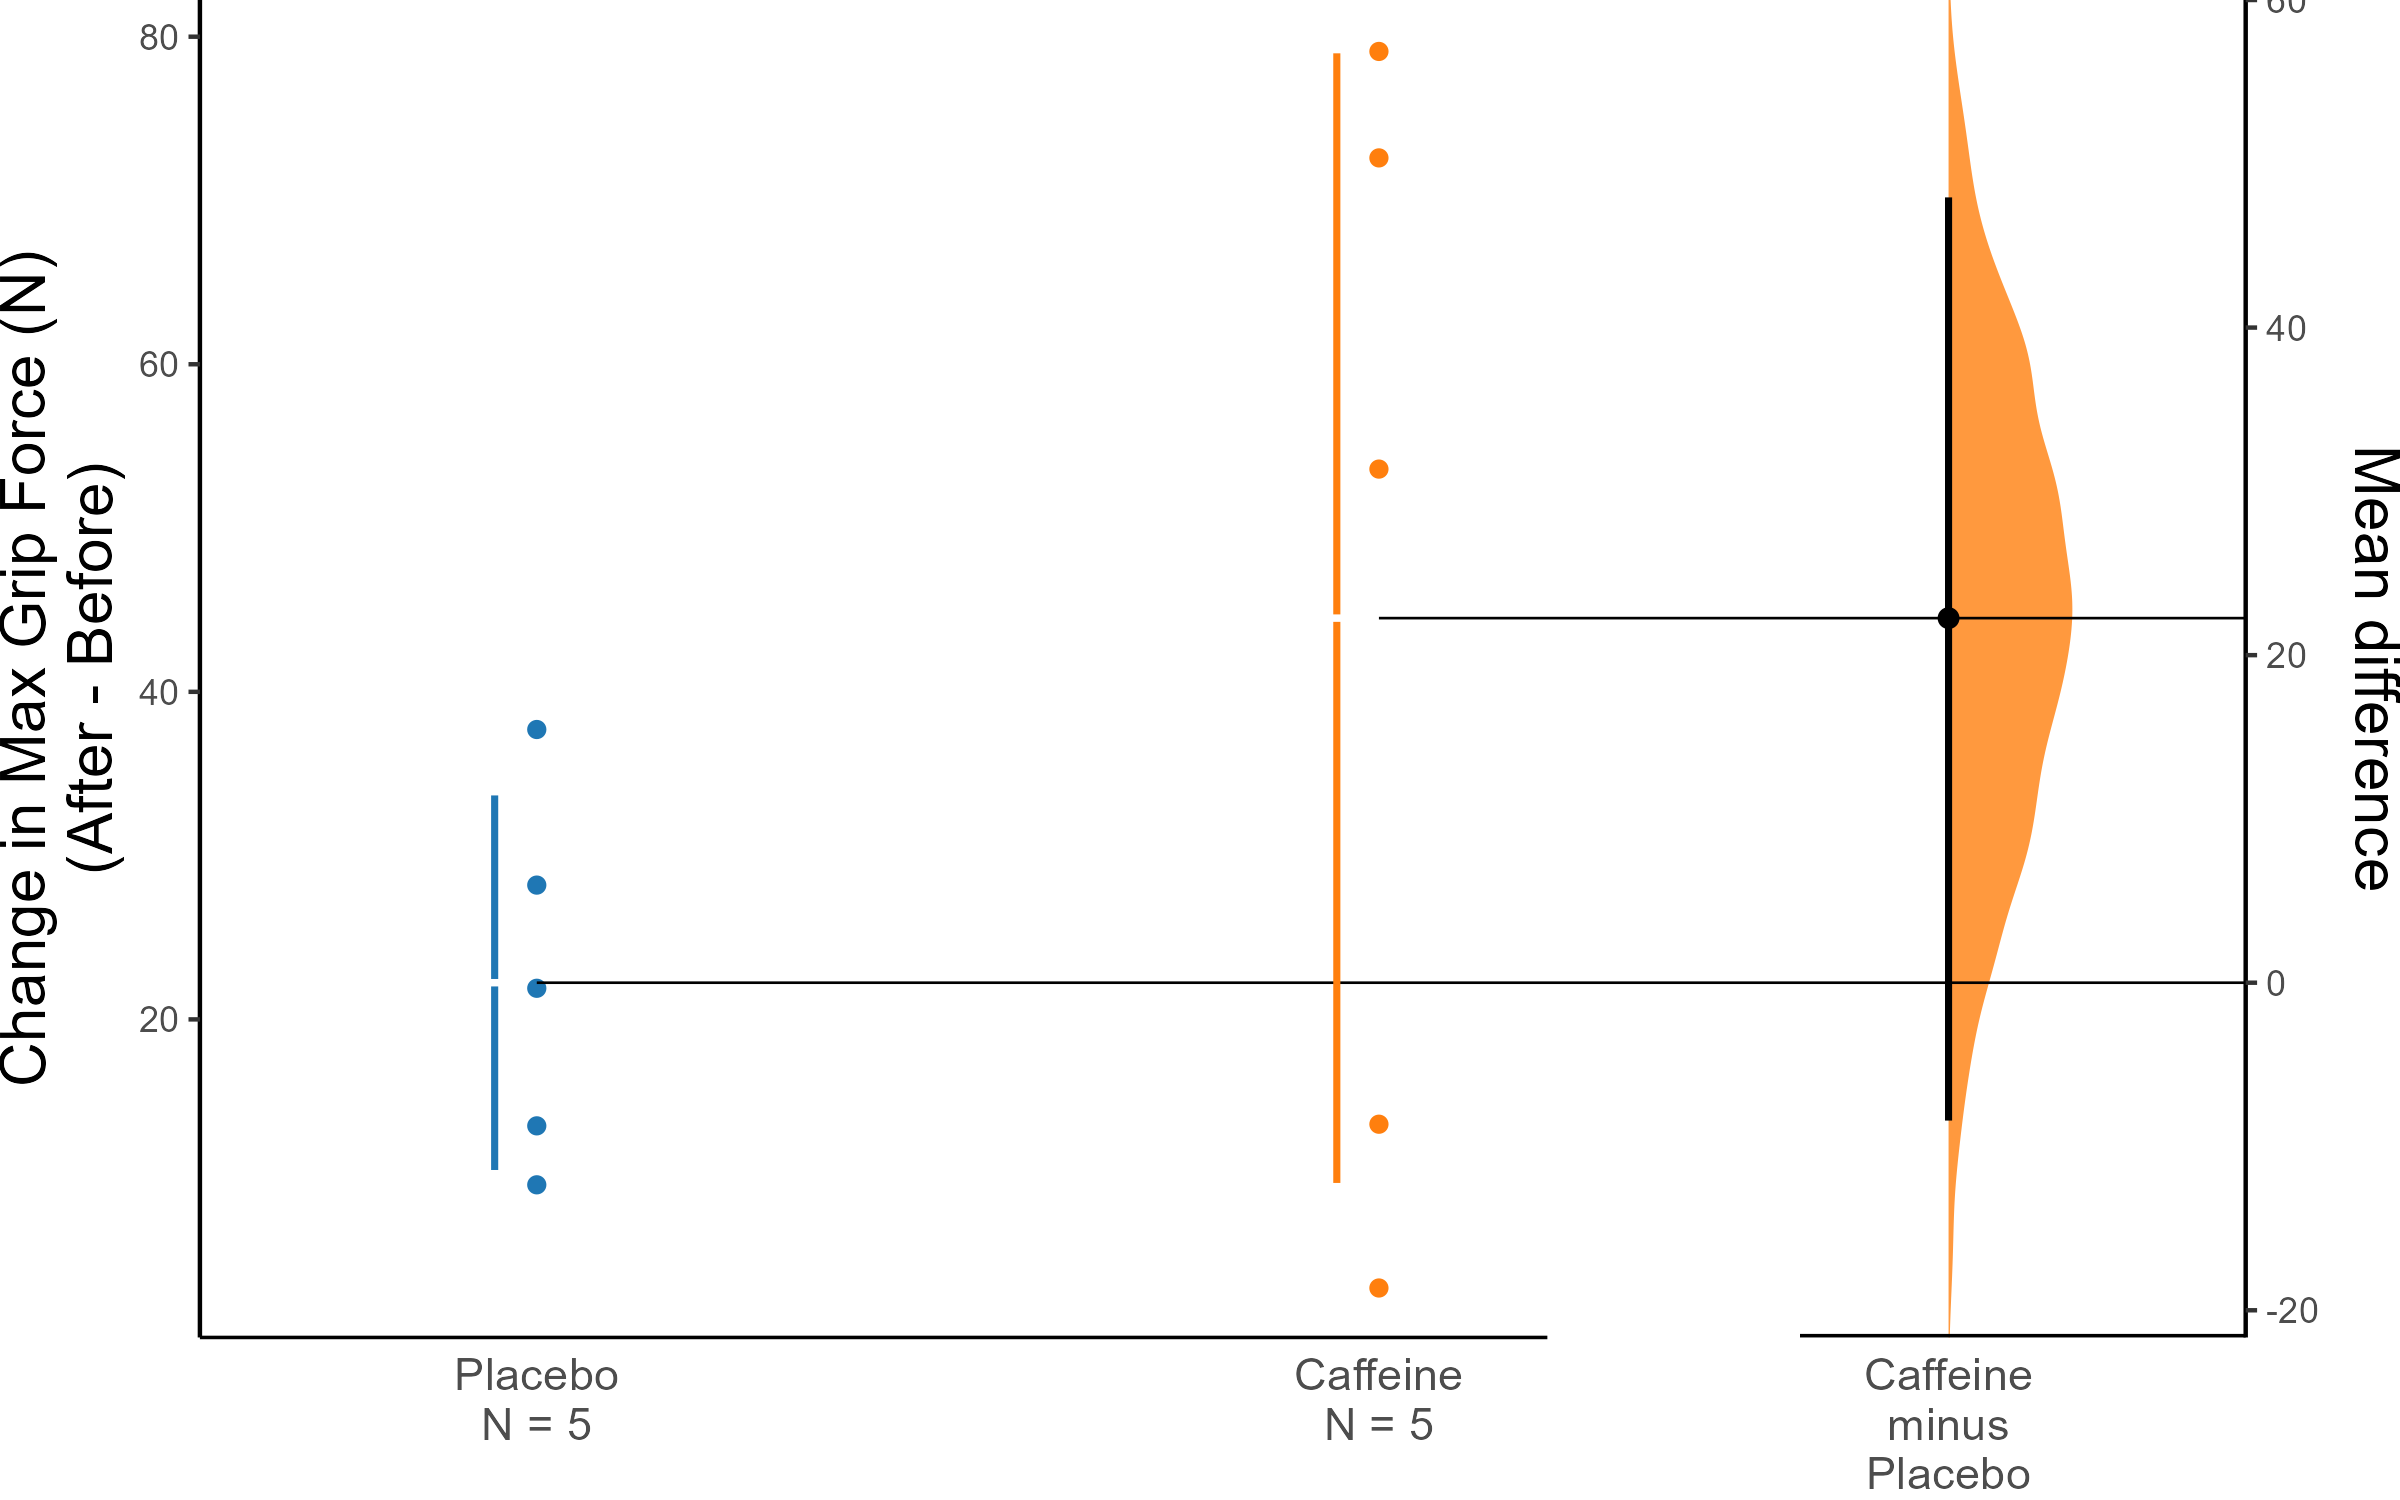 Change in Max Grip Force (N)
(After - Before)
80
60
40
20
Placebo
N = 5
Caffeine
N = 5
Caffeine
minus
Placebo
60
40
20
0
-20
Mean difference